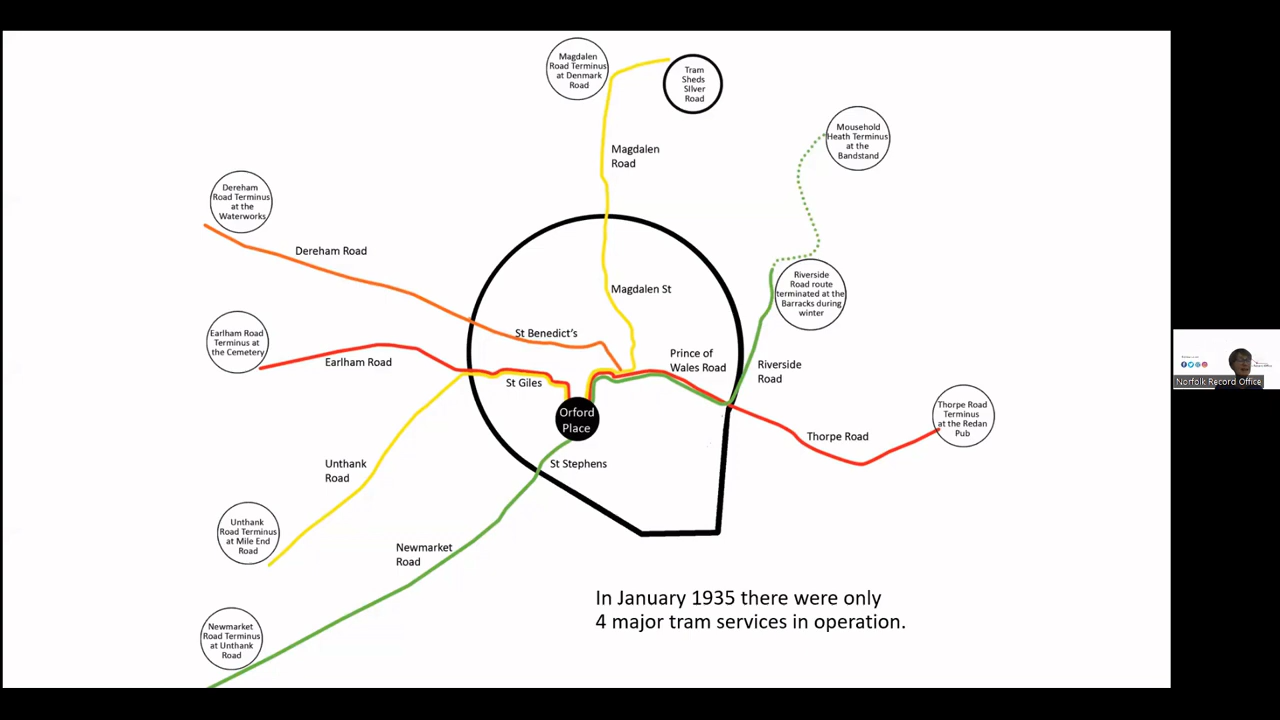 Magdalen
Road Terminus
at Denmark
Road
Tram
Sheds
SIlver
Road
Mousehold
Heath Terminus
at the
Bandstand
Magdalen
Road
Dereham
Road Terminus
at the
Waterworks
Dereham Road
Riverside
Road route
terminated at the
Barracks during
winter
Magdalen St
St Benedict's
Earlham Road
Terminus at
the Cemetery
Earlham Road
Prince of
Wales Road
Riverside
Road
St Giles
Orford
Place
Thorpe Road
Terminus
at the Redan
Pub
Thorpe Road
St Stephens
Unthank
Road
Unthank
Road Terminus
at Mile End
Road
Newmarket
Road
Newmarket
Road Terminus
at Unthank
Road
In January 1935 there were only
4 major tram services in operation.
Norfolk Record Office